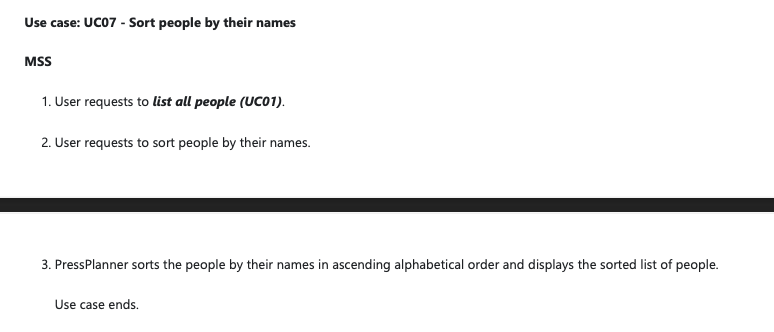 Use case: UC07 - Sort people by their names
MSS
1. User requests to list all people (UC01).
2. User requests to sort people by their names.
3. PressPlanner sorts the people by their names in ascending alphabetical order and displays the sorted list of people.
Use case ends.